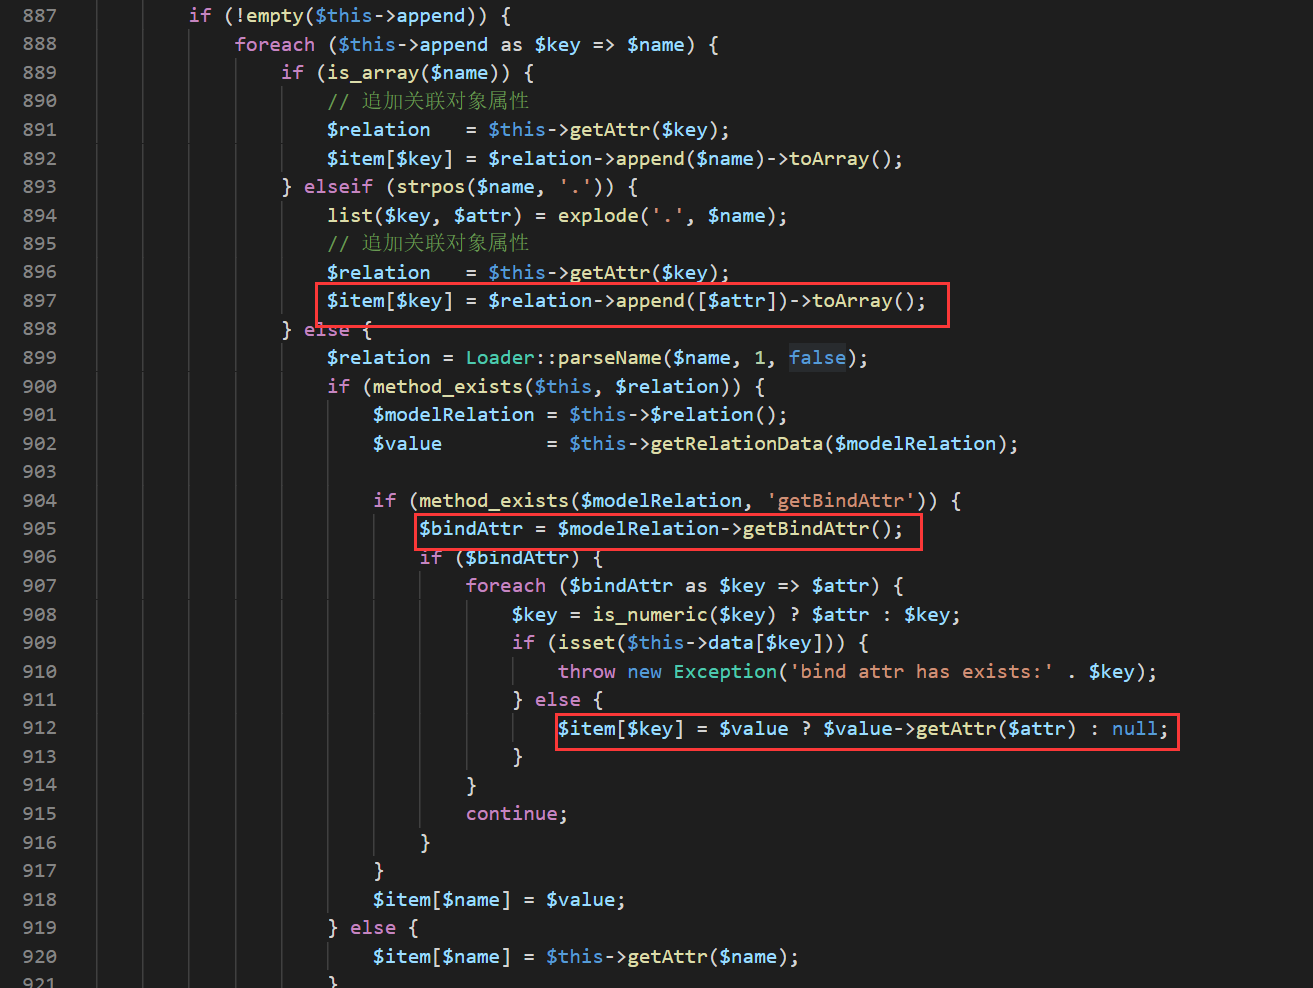 887 if (!empty($this->append)) {
888 foreach ($this->append as $key => $name) {
889 if (is_array($name)) {
890 // 追加关联对象属性
891 $relation   = $this->getAttr($key);
892 $item[$key] = $relation->append($name)->toArray();
893 } elseif (strpos($name, '.')) {
894 list($key, $attr) = explode('.', $name);
895 // 追加关联对象属性
896 $relation   = $this->getAttr($key);
897 $item[$key] = $relation->append([$attr])->toArray();
898 } else {
899 $relation = Loader::parseName($name, 1, false);
900 if (method_exists($this, $relation)) {
901 $modelRelation = $this->$relation();
902 $value         = $this->getRelationData($modelRelation);
903
904 if (method_exists($modelRelation, 'getBindAttr')) {
905 $bindAttr = $modelRelation->getBindAttr();
906 if ($bindAttr) {
907 foreach ($bindAttr as $key => $attr) {
908 $key = is_numeric($key) ? $attr : $key;
909 if (isset($this->data[$key])) {
910 throw new Exception('bind attr has exists:' . $key);
911 } else {
912 $item[$key] = $value ? $value->getAttr($attr) : null;
913 }
914 }
915 continue;
916 }
917 }
918 $item[$name] = $value;
919 } else {
920 $item[$name] = $this->getAttr($name);
921 }